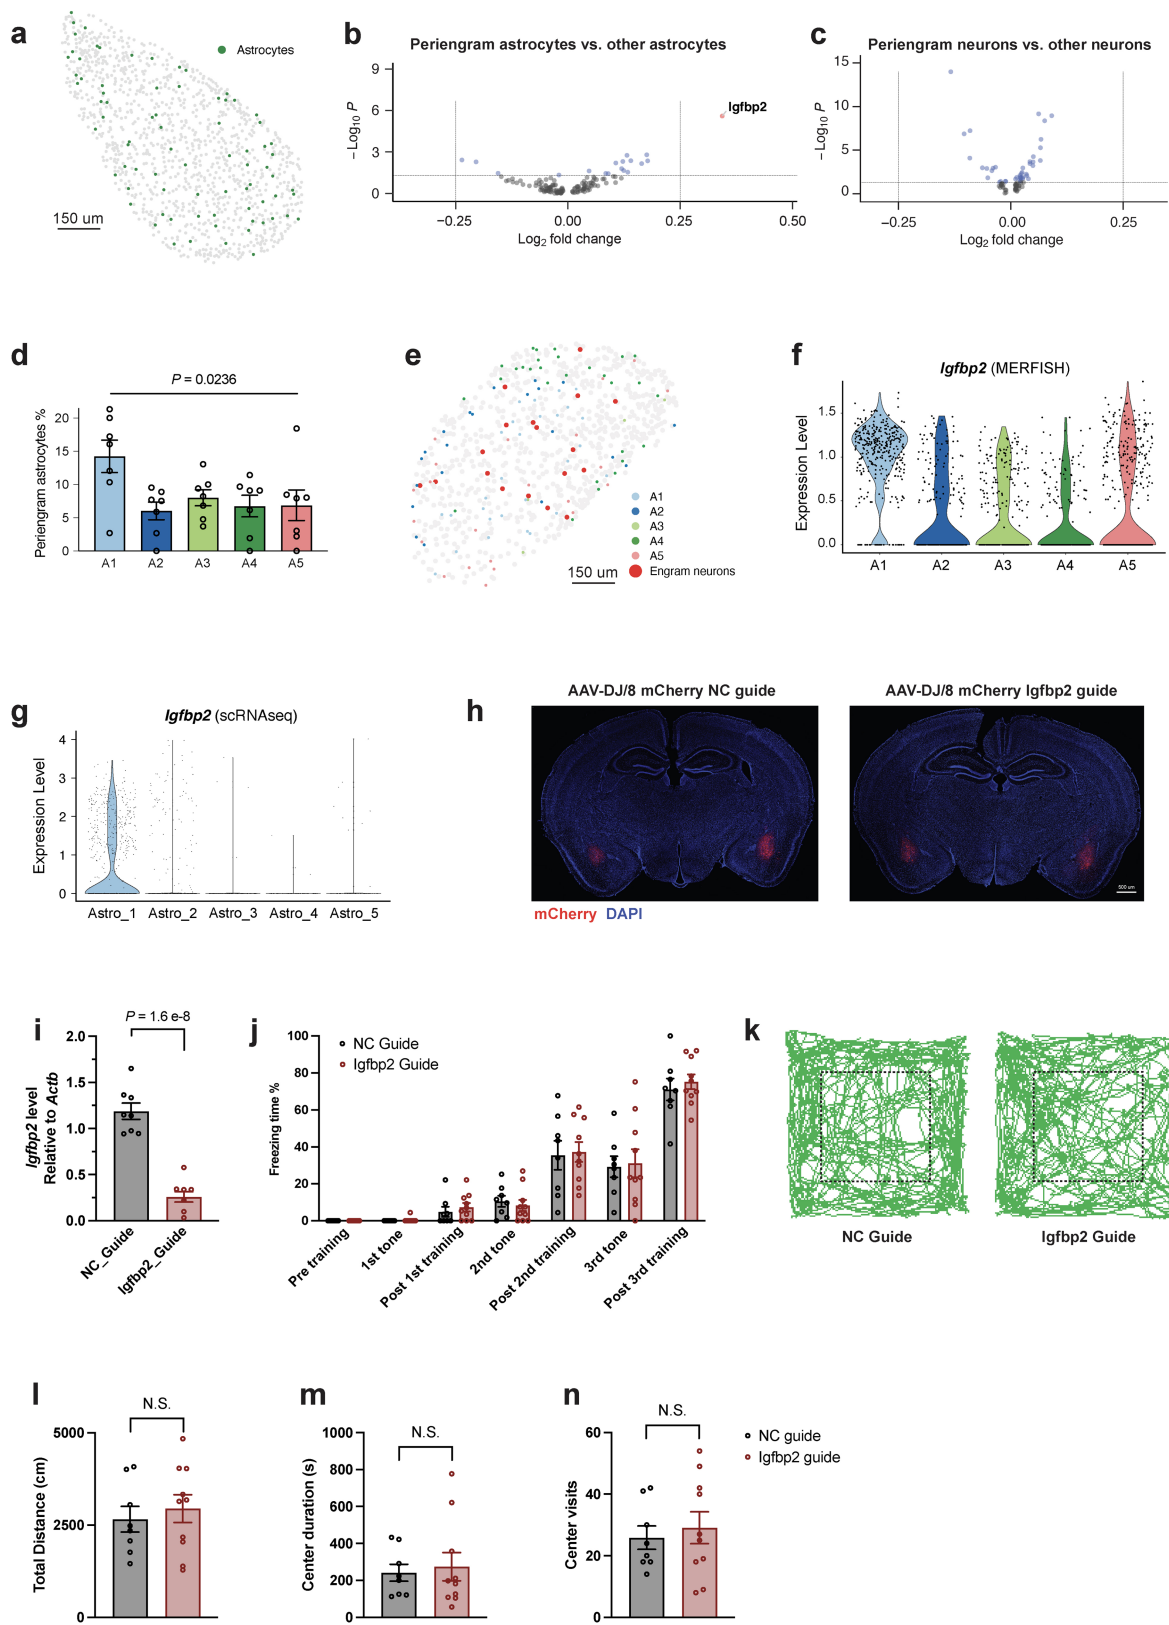 a
Astrocytes
150 um
b
Periengram astrocytes vs. other astrocytes
− Log10 P
9
6
3
0
Igfbp2
−0.25
0.00
0.25
0.50
Log2 fold change
c
Periengram neurons vs. other neurons
− Log10 P
15
10
5
0
−0.25
0.00
0.25
Log2 fold change
d
P = 0.0236
Periengram astrocytes %
20
15
10
5
0
A1
A2
A3
A4
A5
e
A1
A2
A3
A4
A5
Engram neurons
150 um
f
Igfbp2 (MERFISH)
Expression Level
1.5
1.0
0.5
0.0
A1
A2
A3
A4
A5
g
Igfbp2 (scRNAseq)
Expression Level
4
3
2
1
0
Astro_1
Astro_2
Astro_3
Astro_4
Astro_5
h
AAV-DJ/8 mCherry NC guide
AAV-DJ/8 mCherry Igfbp2 guide
500 um
mCherry DAPI
i
P = 1.6 e-8
Igfbp2 level
Relative to Actb
2.0
1.5
1.0
0.5
0.0
NC_Guide
Igfbp2_Guide
j
NC Guide
Igfbp2 Guide
Freezing time %
100
80
60
40
20
0
Pre training
1st tone
Post 1st training
2nd tone
Post 2nd training
3rd tone
Post 3rd training
k
NC Guide
Igfbp2 Guide
l
N.S.
Total Distance (cm)
5000
2500
0
m
N.S.
Center duration (s)
1000
800
600
400
200
0
n
N.S.
Center visits
60
40
20
0
NC guide
Igfbp2 guide